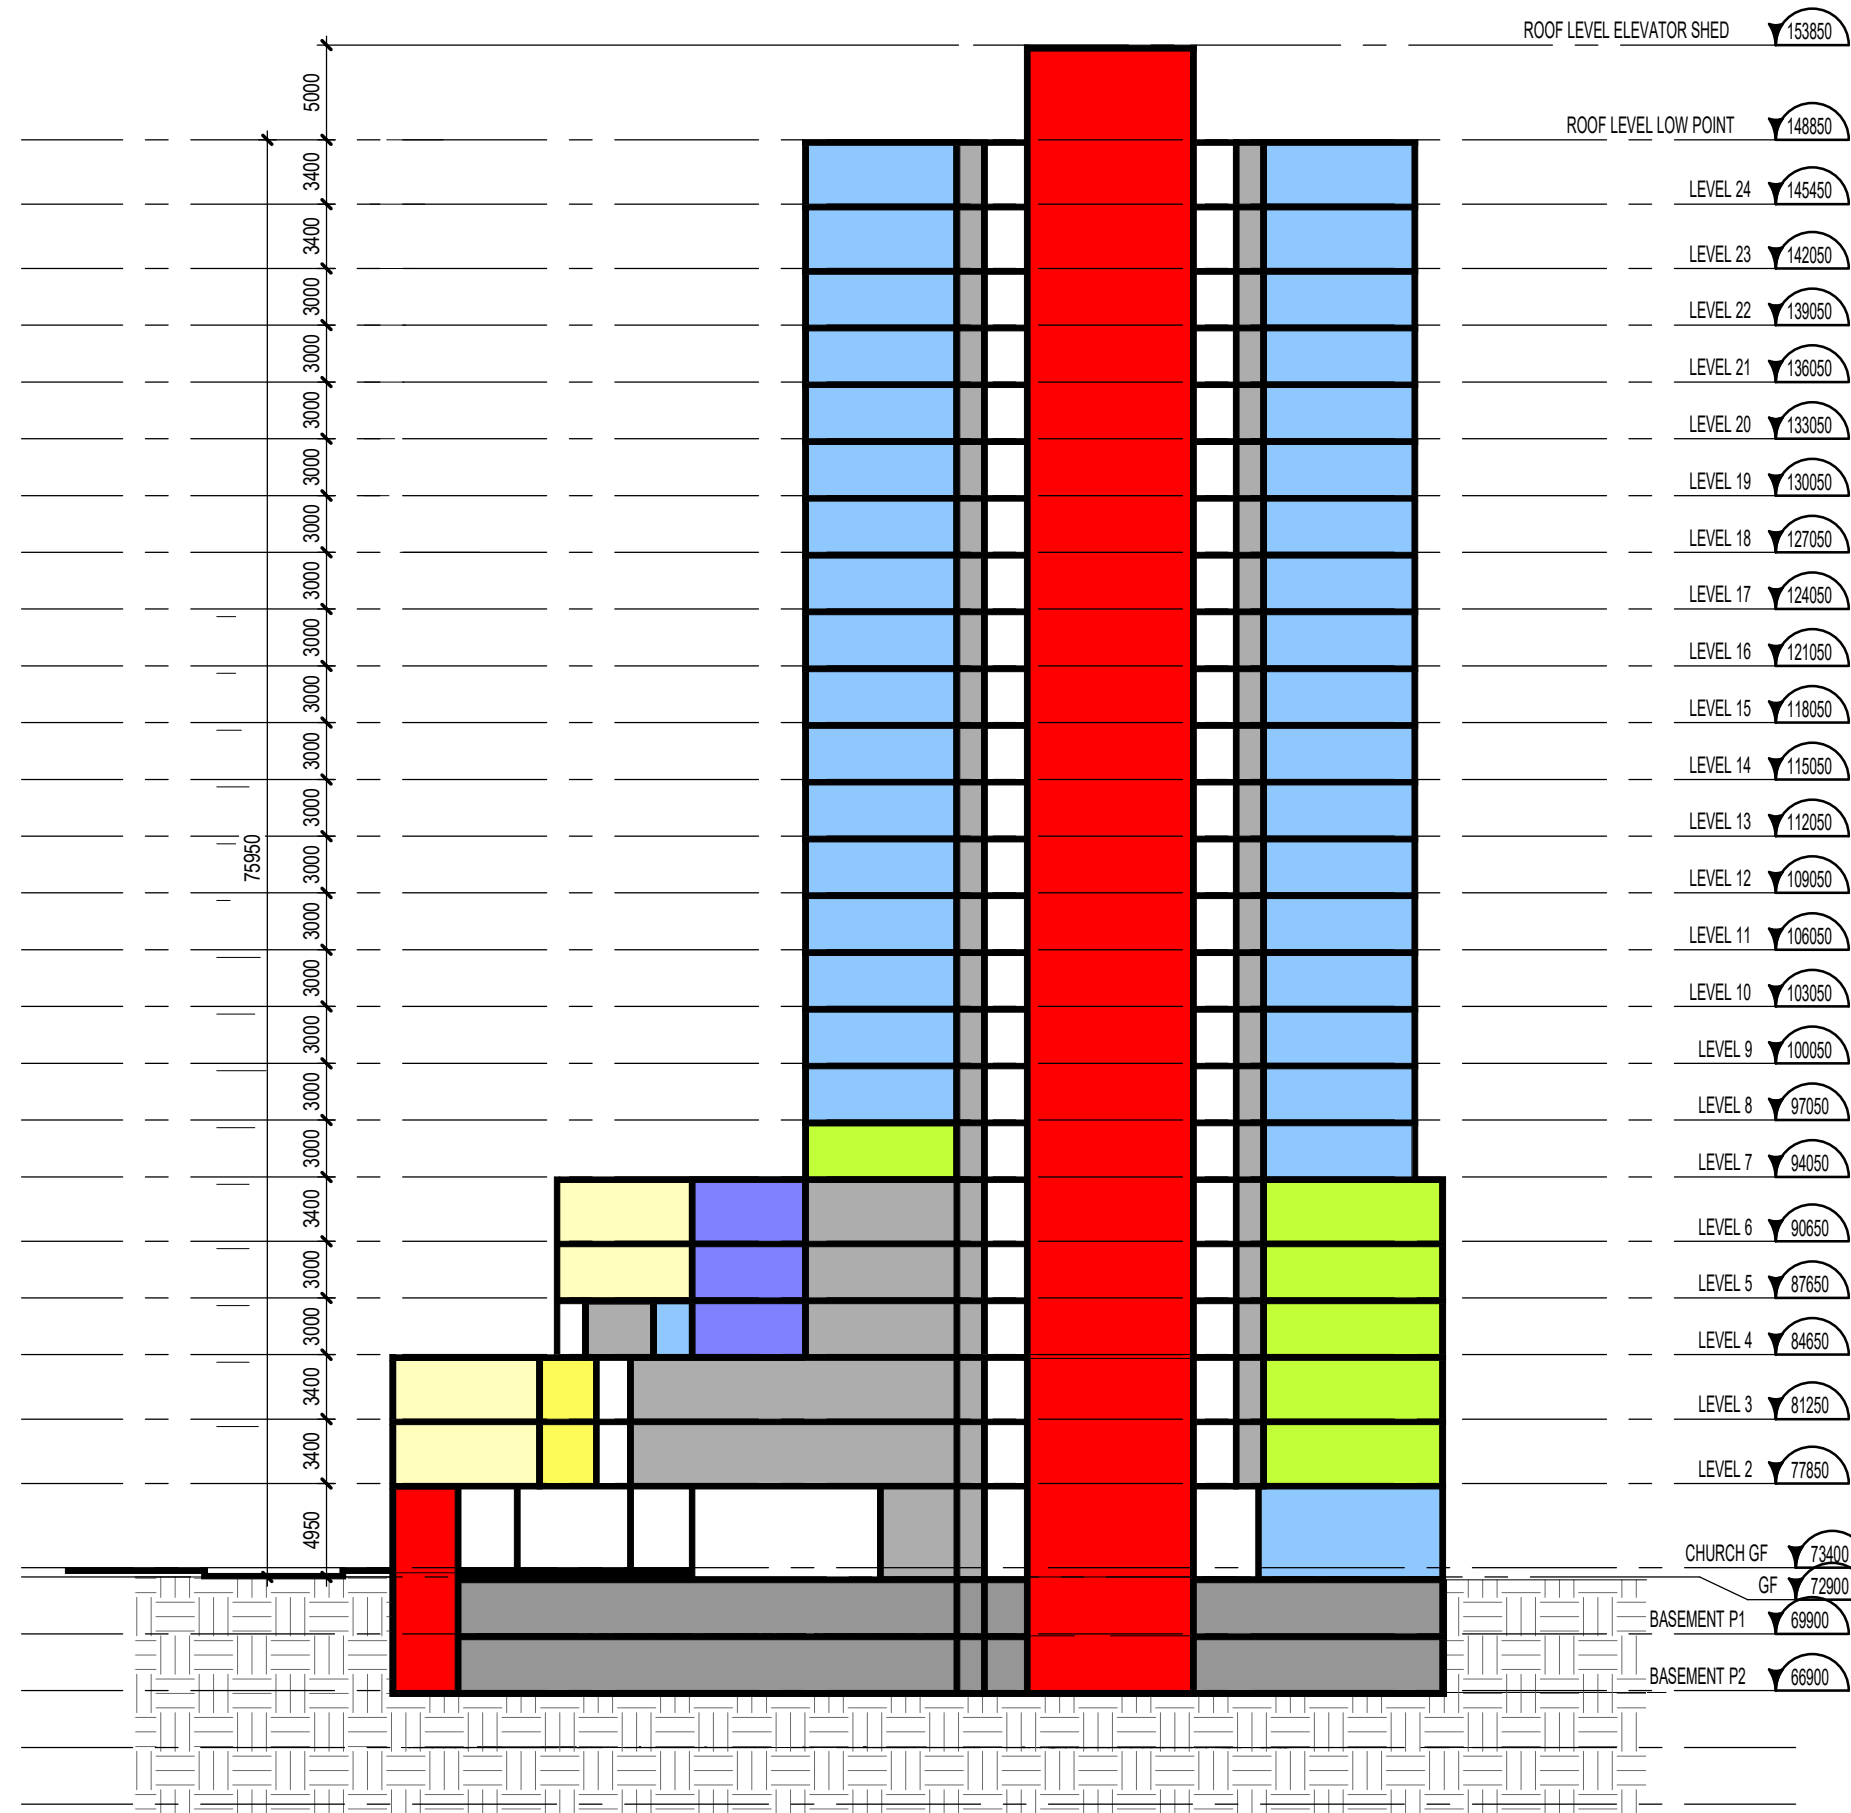 ROOF LEVEL ELEVATOR SHED 153850
5000
ROOF LEVEL LOW POINT 148850
3400
LEVEL 24 145450
3400
LEVEL 23 142050
3000
LEVEL 22 139050
3000
LEVEL 21 136050
3000
LEVEL 20 133050
3000
LEVEL 19 130050
3000
LEVEL 18 127050
3000
LEVEL 17 124050
3000
LEVEL 16 121050
3000
LEVEL 15 118050
3000
LEVEL 14 115050
3000
LEVEL 13 112050
75950
3000
LEVEL 12 109050
3000
LEVEL 11 106050
3000
LEVEL 10 103050
3000
LEVEL 9 100050
3000
LEVEL 8 97050
3000
LEVEL 7 94050
3400
LEVEL 6 90650
3000
LEVEL 5 87650
3000
LEVEL 4 84650
3400
LEVEL 3 81250
3400
LEVEL 2 77850
4950
CHURCH GF 73400
GF 72900
BASEMENT P1 69900
BASEMENT P2 66900